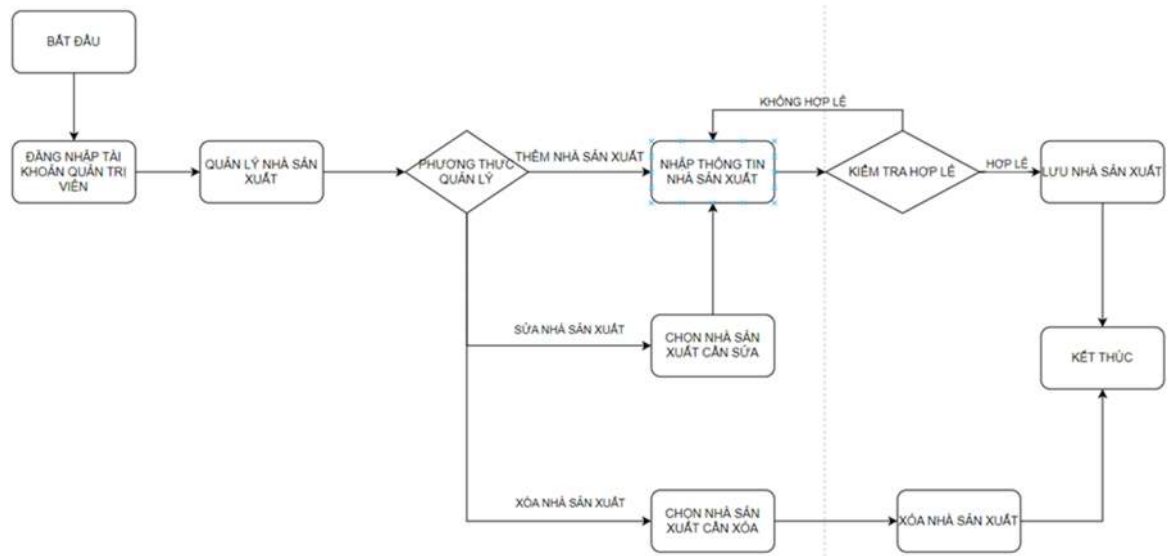 BẮT ĐẦU
KHÔNG HỢP LỆ
ĐĂNG NHẬP TÀI
KHOẢN QUẢN TRỊ
VIÊN
QUẢN LÝ NHÀ SẢN
XUẤT
PHƯƠNG THỨC
QUẢN LÝ
THÊM NHÀ SẢN XUẤT
NHẬP THÔNG TIN
NHÀ SẢN XUẤT
KIỂM TRA HỢP LỆ
HỢP LỆ
LƯU NHÀ SẢN XUẤT
SỬA NHÀ SẢN XUẤT
CHỌN NHÀ SẢN
XUẤT CẦN SỬA
KẾT THÚC
XÓA NHÀ SẢN XUẤT
CHỌN NHÀ SẢN
XUẤT CẦN XÓA
XÓA NHÀ SẢN XUẤT